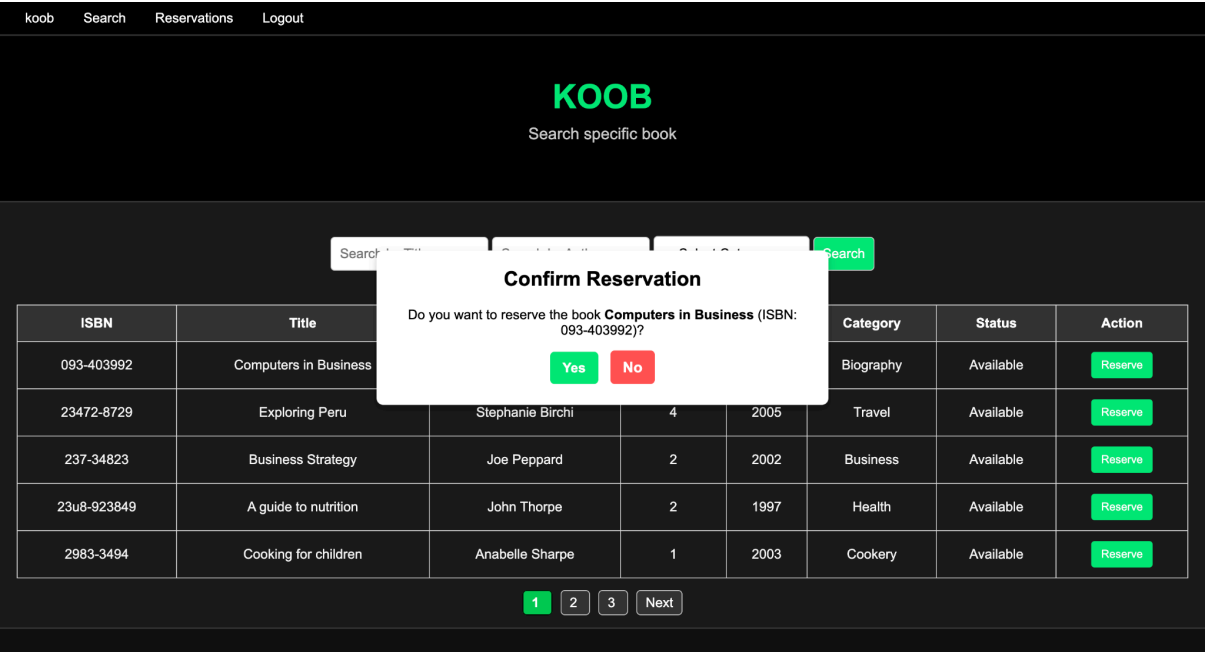 koob Search Reservations Logout
KOOB
Search specific book
Search
Search
Confirm Reservation
Do you want to reserve the book Computers in Business (ISBN:
093-403992)?
Yes No
ISBN Title Category Status Action
093-403992 Computers in Business Biography Available Reserve
23472-8729 Exploring Peru Stephanie Birchi 4 2005 Travel Available Reserve
237-34823 Business Strategy Joe Peppard 2 2002 Business Available Reserve
23u8-923849 A guide to nutrition John Thorpe 2 1997 Health Available Reserve
2983-3494 Cooking for children Anabelle Sharpe 1 2003 Cookery Available Reserve
1 2 3 Next